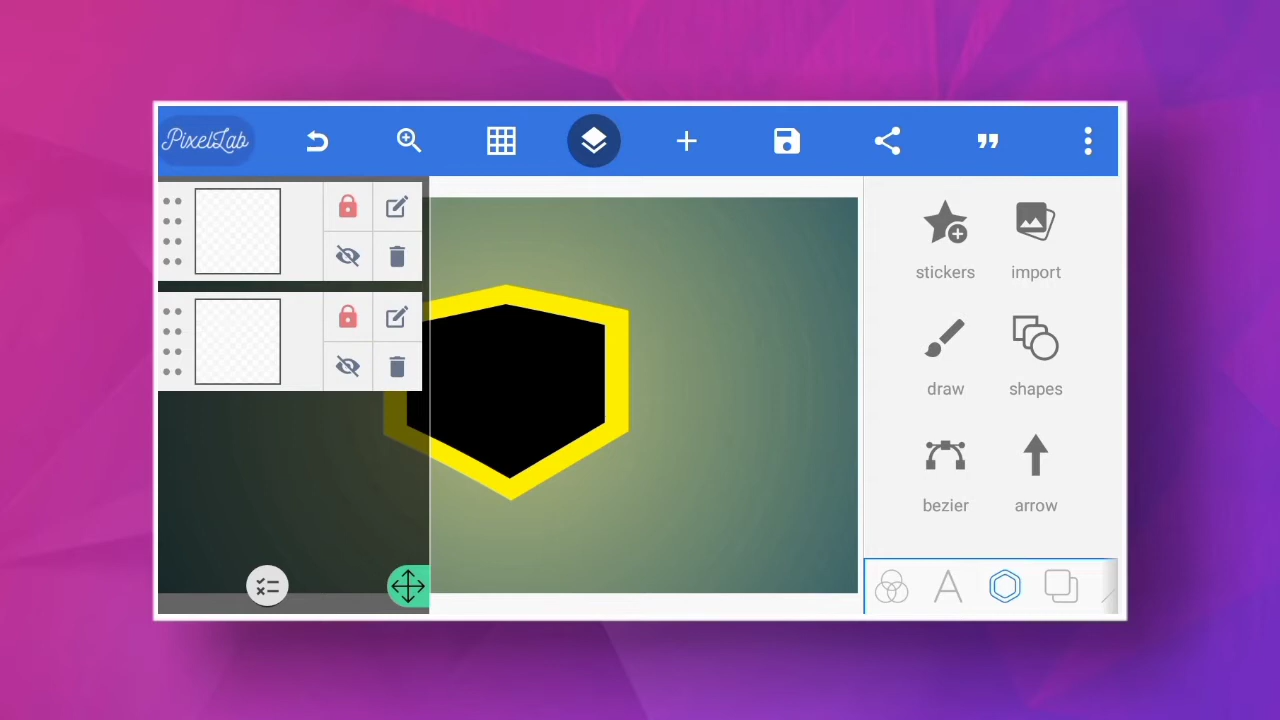 PixelLab
stickers
import
draw
shapes
bezier
arrow